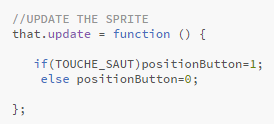 //UPDATE THE SPRITE
that.update = function () {
if(TOUCHE_SAUT)positionButton=1;
else positionButton=0;
};